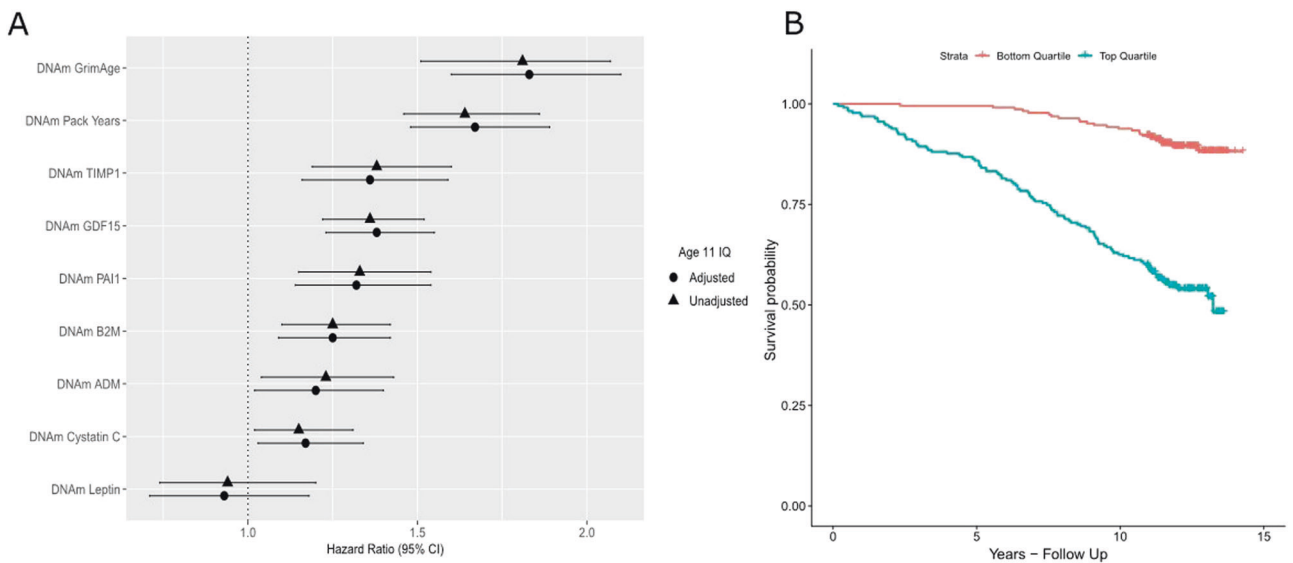 A
DNAm GrimAge
DNAm Pack Years
DNAm TIMP1
DNAm GDF15
DNAm PAI1
DNAm B2M
DNAm ADM
DNAm Cystatin C
DNAm Leptin
1.0 1.5 2.0
Hazard Ratio (95% CI)
Age 11 IQ
Adjusted
Unadjusted
B
Strata Bottom Quartile Top Quartile
Survival probability
1.00
0.75
0.50
0.25
0.00
0 5 10 15
Years − Follow Up